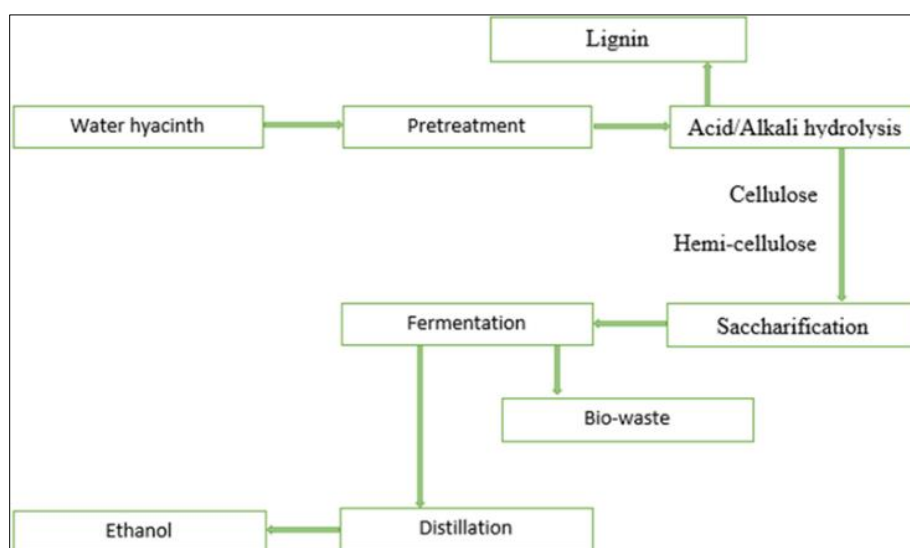 Lignin
Water hyacinth
Pretreatment
Acid/Alkali hydrolysis
Cellulose
Hemi-cellulose
Fermentation
Saccharification
Bio-waste
Ethanol
Distillation